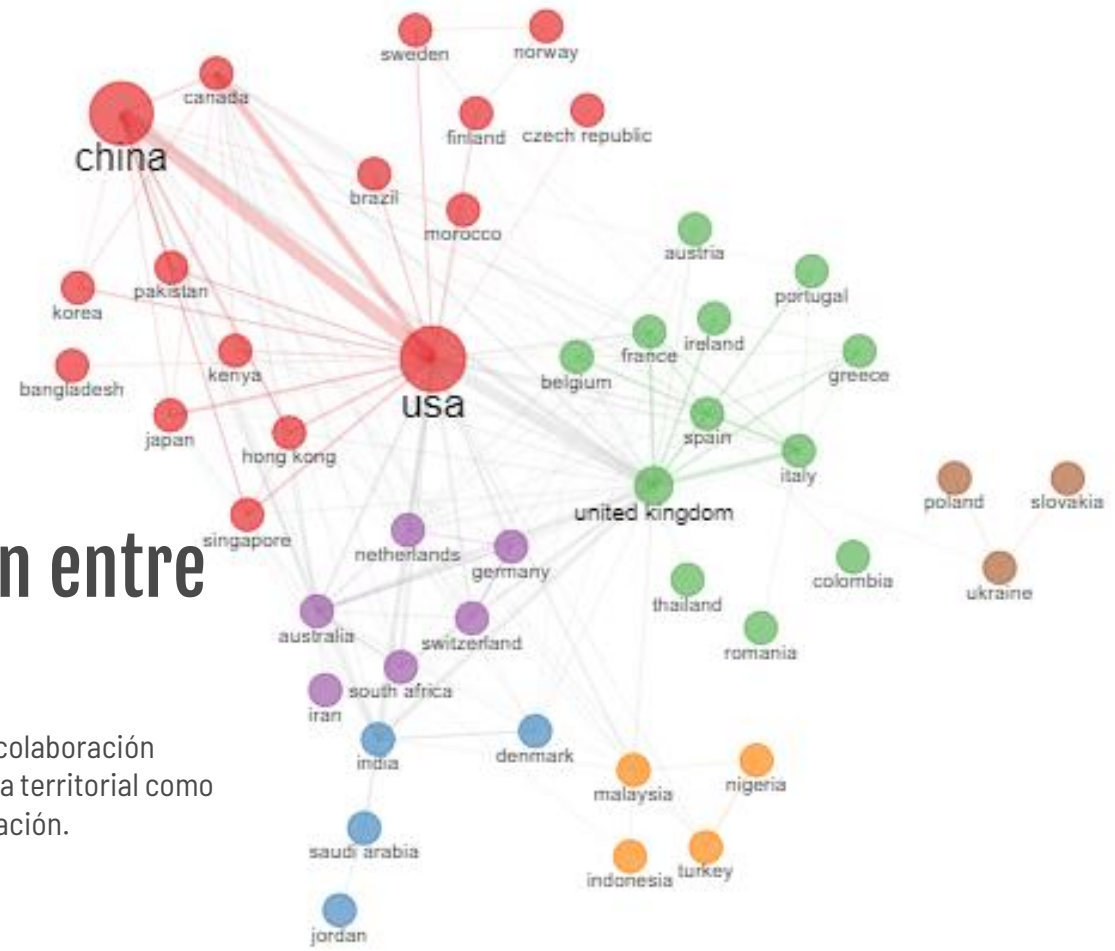 sweden
norway
canada
china
finland
czech republic
brazil
morocco
austria
pakistan
korea
portugal
ireland
france
kenya
bangladesh
belgium
greece
usa
japan
hong kong
spain
italy
poland
slovakia
united kingdom
singapore
n entre
netherlands
germany
colombia
ukraine
thailand
australia
switzerland
romania
south africa
iran
colaboración
india
denmark
a territorial como
malaysia
nigeria
ación.
saudi arabia
indonesia
turkey
jordan